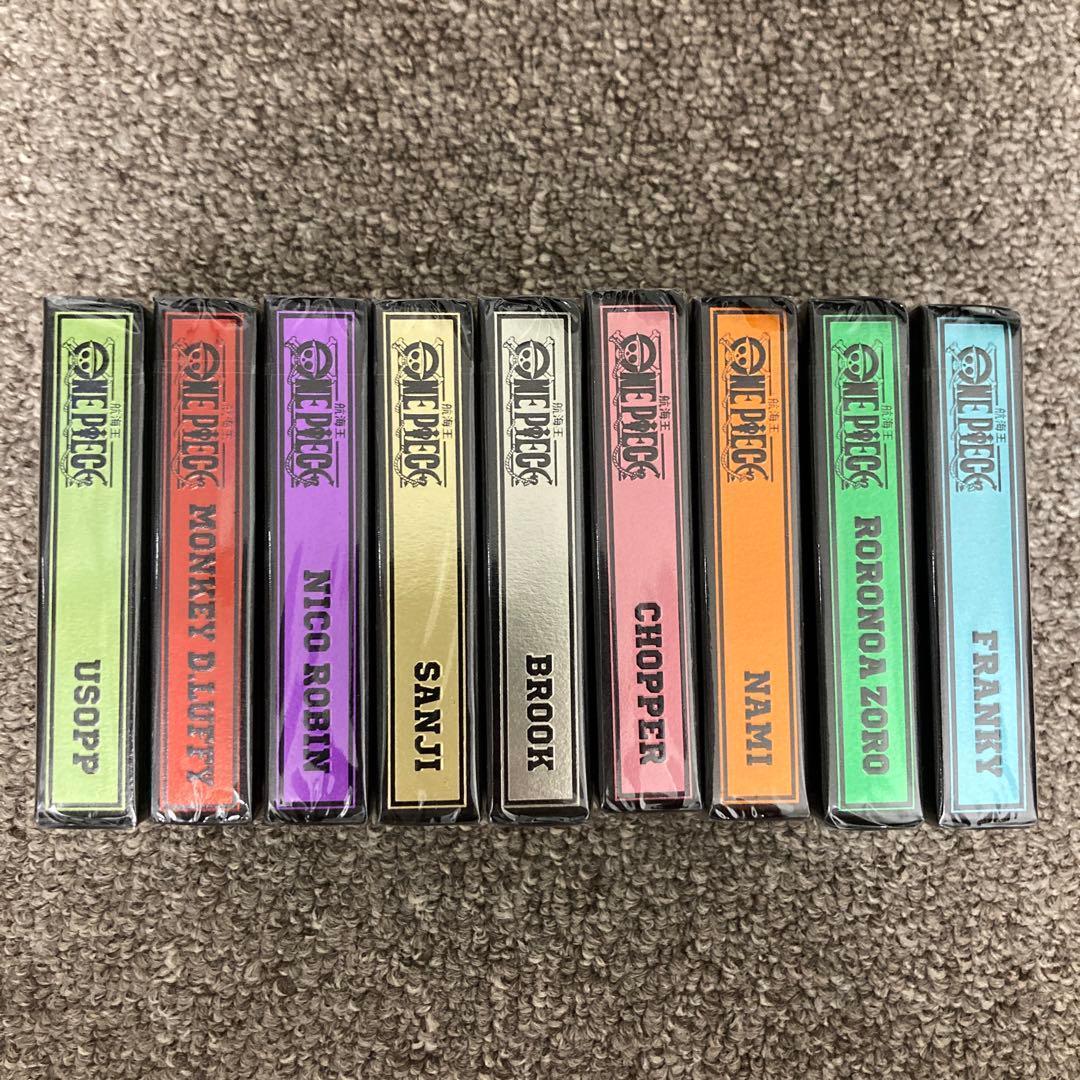 ONE PIECE
航海王
USOPP
ONE PIECE
航海王
MONKEY D.LUFFY
ONE PIECE
航海王
NICO ROBIN
ONE PIECE
航海王
SANJI
ONE PIECE
航海王
BROOK
ONE PIECE
航海王
CHOPPER
ONE PIECE
航海王
NAMI
ONE PIECE
航海王
RORONOA ZORO
ONE PIECE
航海王
FRANKY